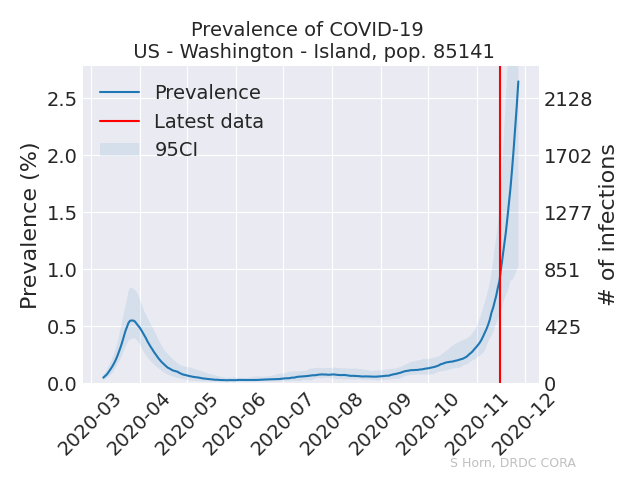 Prevalence of COVID-19
US - Washington - Island, pop. 85141
Prevalence
Latest data
95CI
Prevalence (%)
2.5
2.0
1.5
1.0
0.5
0.0
2128
1702
1277
851
425
0
# of infections
2020-03
2020-04
2020-05
2020-06
2020-07
2020-08
2020-09
2020-10
2020-11
2020-12
S Horn, DRDC CORA